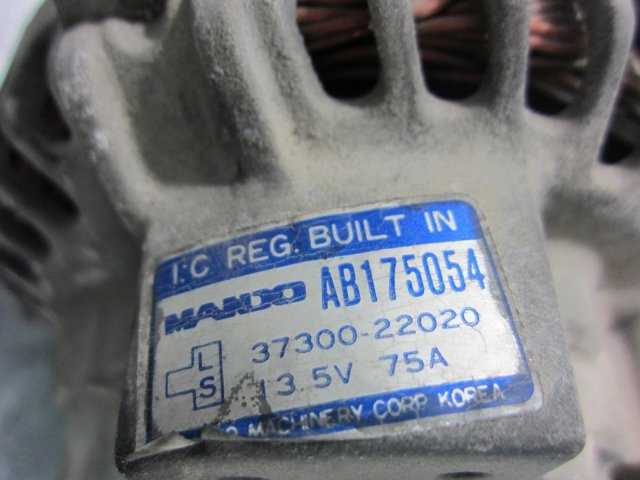 I·C REG. BUILT IN
MANDO AB175054
37300-22020
L
S
13.5V 75A
MACHINERY CORP KOREA